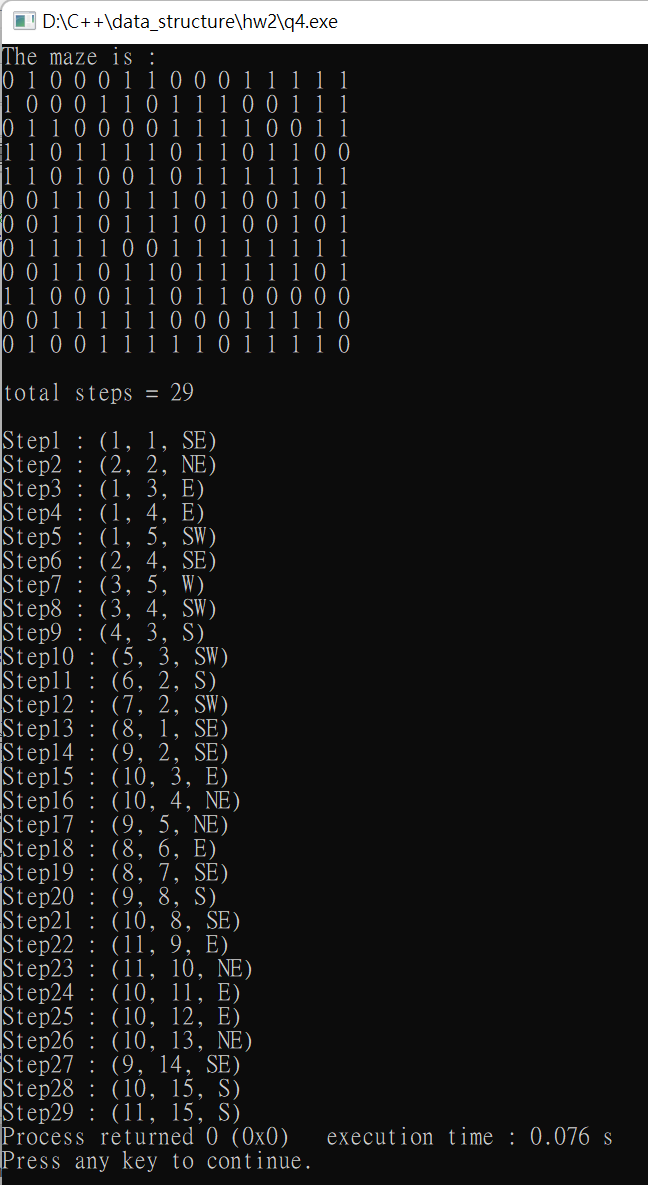 D:\C++\data_structure\hw2\q4.exe
The maze is :
0 1 0 0 0 1 1 0 0 0 1 1 1 1 1
1 0 0 0 1 1 0 1 1 1 0 0 1 1 1
0 1 1 0 0 0 0 1 1 1 1 0 0 1 1
1 1 0 1 1 1 1 0 1 1 0 1 1 0 0
1 1 0 1 0 0 1 0 1 1 1 1 1 1 1
0 0 1 1 0 1 1 1 0 1 0 0 1 0 1
0 0 1 1 0 1 1 1 0 1 0 0 1 0 1
0 1 1 1 1 0 0 1 1 1 1 1 1 1 1
0 0 1 1 0 1 1 0 1 1 1 1 1 0 1
1 1 0 0 0 1 1 0 1 1 0 0 0 0 0
0 0 1 1 1 1 1 0 0 0 1 1 1 1 0
0 1 0 0 1 1 1 1 1 0 1 1 1 1 0
total steps = 29
Step1 : (1, 1, SE)
Step2 : (2, 2, NE)
Step3 : (1, 3, E)
Step4 : (1, 4, E)
Step5 : (1, 5, SW)
Step6 : (2, 4, SE)
Step7 : (3, 5, W)
Step8 : (3, 4, SW)
Step9 : (4, 3, S)
Step10 : (5, 3, SW)
Step11 : (6, 2, S)
Step12 : (7, 2, SW)
Step13 : (8, 1, SE)
Step14 : (9, 2, SE)
Step15 : (10, 3, E)
Step16 : (10, 4, NE)
Step17 : (9, 5, NE)
Step18 : (8, 6, E)
Step19 : (8, 7, SE)
Step20 : (9, 8, S)
Step21 : (10, 8, SE)
Step22 : (11, 9, E)
Step23 : (11, 10, NE)
Step24 : (10, 11, E)
Step25 : (10, 12, E)
Step26 : (10, 13, NE)
Step27 : (9, 14, SE)
Step28 : (10, 15, S)
Step29 : (11, 15, S)
Process returned 0 (0x0)   execution time : 0.076 s
Press any key to continue.